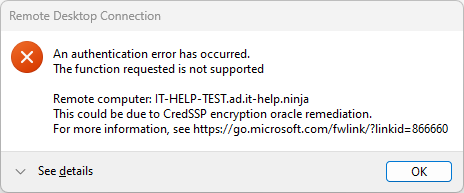 Remote Desktop Connection
An authentication error has occurred.
The function requested is not supported
Remote computer: IT-HELP-TEST.ad.it-help.ninja
This could be due to CredSSP encryption oracle remediation.
For more information, see https://go.microsoft.com/fwlink/?linkid=866660
See details
OK